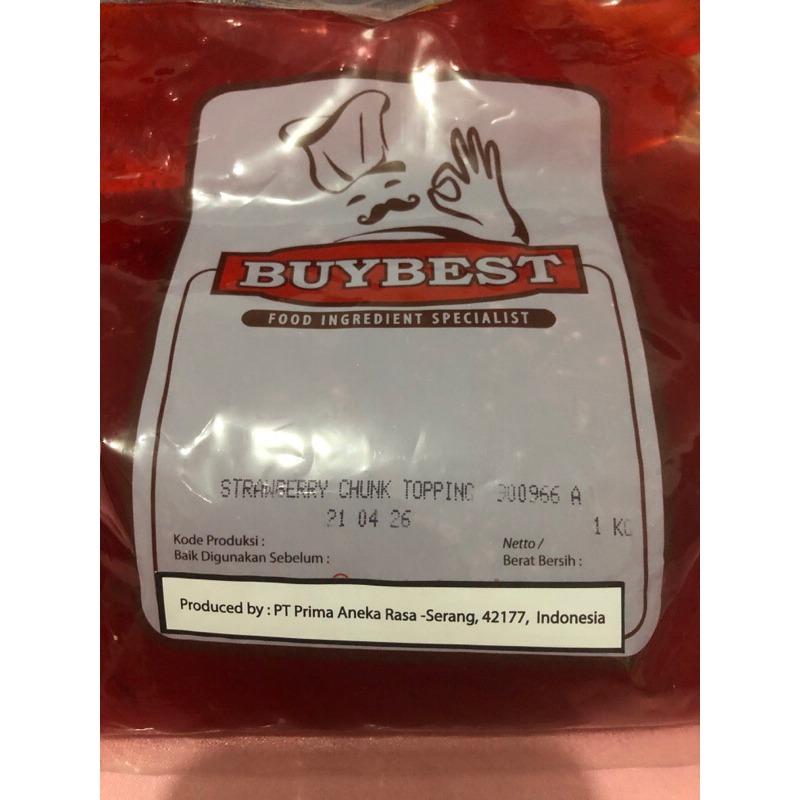 BUYBEST
FOOD INGREDIENT SPECIALIST
STRAWBERRY CHUNK TOPPING 300966 A
21 04 26
1 KG
Kode Produksi :
Baik Digunakan Sebelum :
Netto /
Berat Bersih :
Produced by : PT Prima Aneka Rasa -Serang, 42177, Indonesia